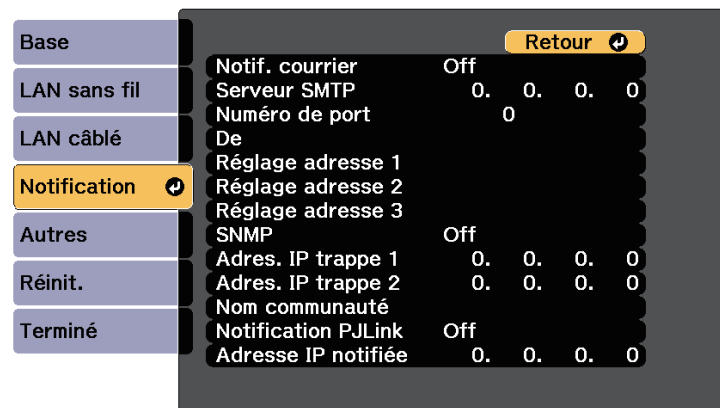 Base
LAN sans fil
LAN câblé
Notification
Autres
Réinit.
Terminé
Retour
Notif. courrier Off
Serveur SMTP 0. 0. 0. 0
Numéro de port 0
De
Réglage adresse 1
Réglage adresse 2
Réglage adresse 3
SNMP Off
Adres. IP trappe 1 0. 0. 0. 0
Adres. IP trappe 2 0. 0. 0. 0
Nom communauté
Notification PJLink Off
Adresse IP notifiée 0. 0. 0. 0